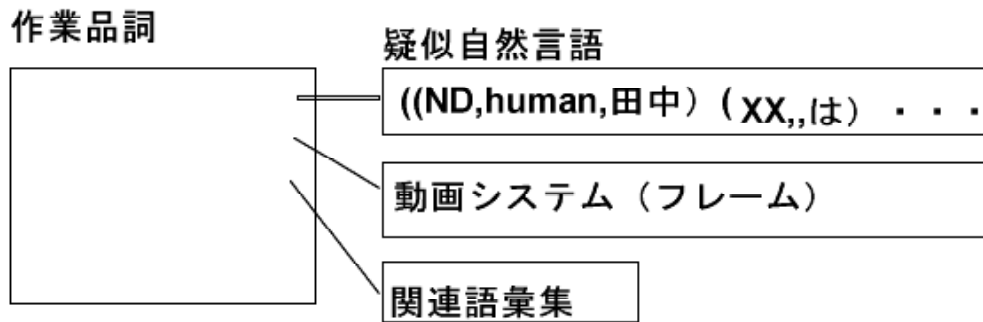 作業品詞
疑似自然言語
((ND,human,田中）( XX,,は） ・・・
動画システム（フレーム）
関連語彙集